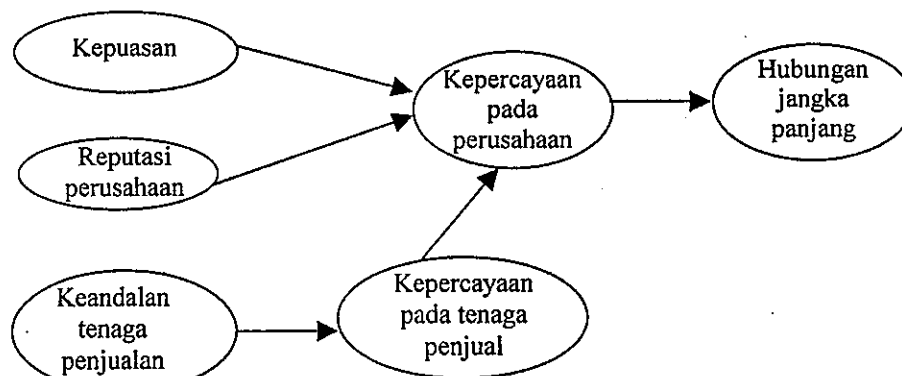 Kepuasan
Reputasi
perusahaan
Keandalan
tenaga
penjualan
Kepercayaan
pada tenaga
penjual
Kepercayaan
pada
perusahaan
Hubungan
jangka
panjang